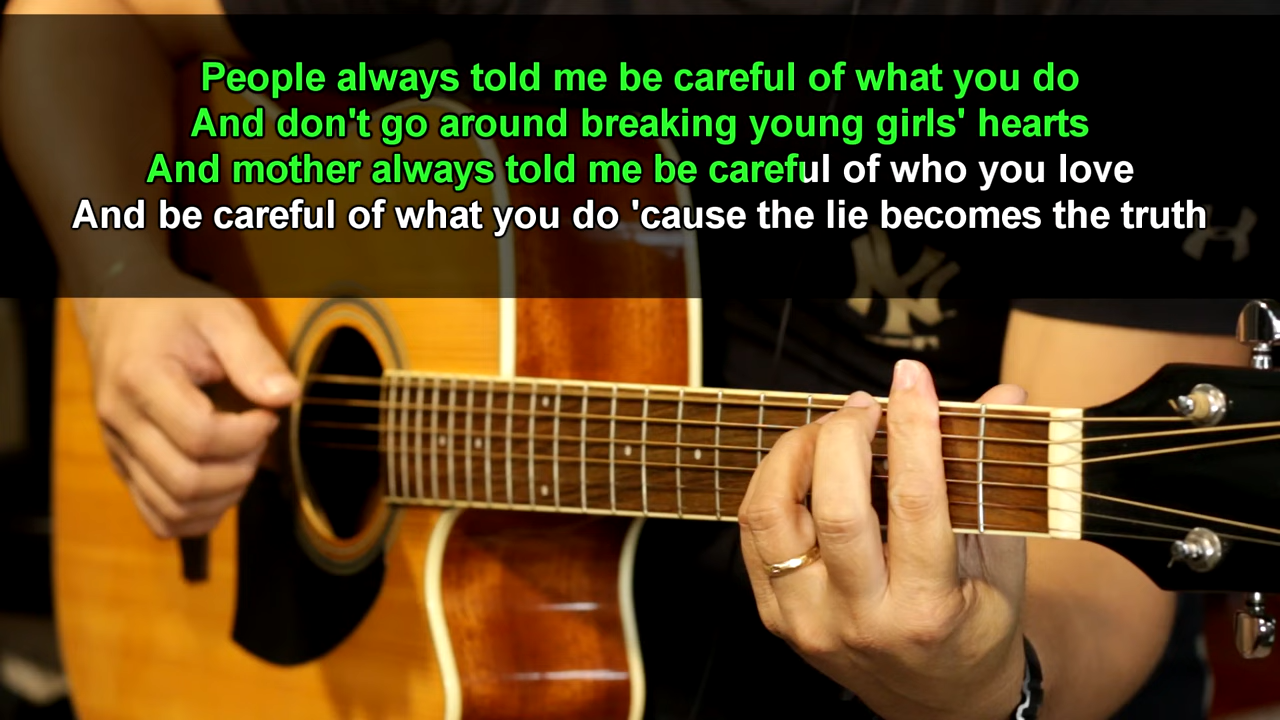 People always told me be careful of what you do
And don't go around breaking young girls' hearts
And mother always told me be careful of who you love
And be careful of what you do 'cause the lie becomes the truth
NY